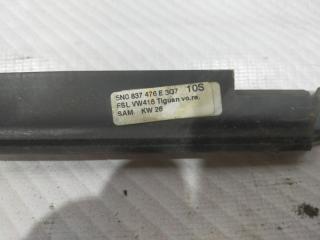 5N0 837 476 E 3Q7 10S
FSL VW416 Tiguan vo.re.
SAM. KW 26